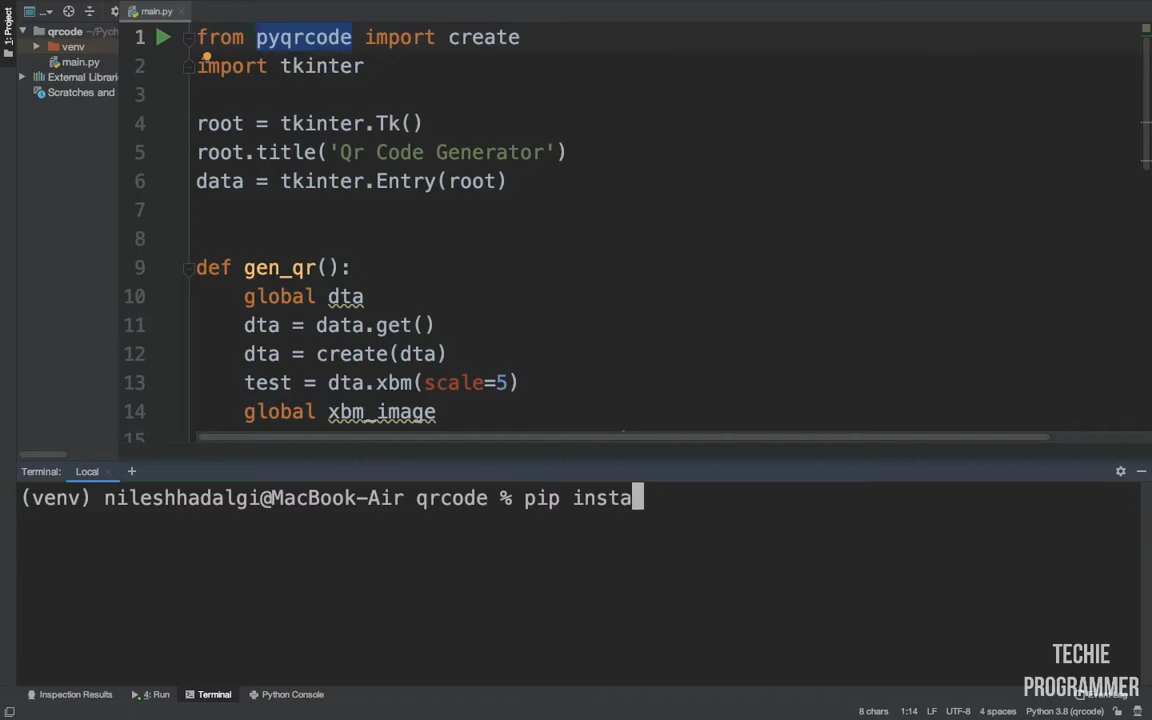 1: Project
... main.py
qrcode ~/Pych
venv
main.py
External Librari
Scratches and
1 from pyqrcode import create
2 import tkinter
3
4 root = tkinter.Tk()
5 root.title('Qr Code Generator')
6 data = tkinter.Entry(root)
7
8
9 def gen_qr():
10 global dta
11 dta = data.get()
12 dta = create(dta)
13 test = dta.xbm(scale=5)
14 global xbm_image
15
Terminal: Local +
(venv) nileshhadalgi@MacBook-Air qrcode % pip insta
TECHIE
PROGRAMMER
Inspection Results 4: Run Terminal Python Console
8 chars 1:14 LF UTF-8 4 spaces Python 3.8 (qrcode)